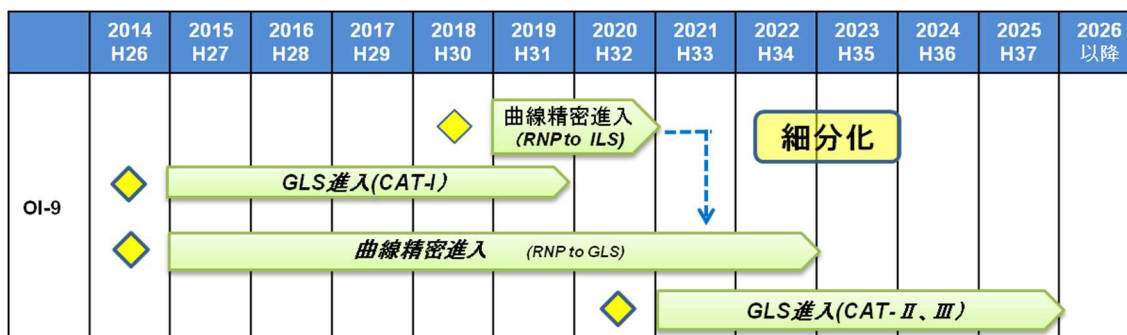 2014 2015 2016 2017 2018 2019 2020 2021 2022 2023 2024 2025 2026
H26 H27 H28 H29 H30 H31 H32 H33 H34 H35 H36 H37 以降
曲線精密進入
(RNP to ILS)
細分化
GLS進入(CAT-Ⅰ)
OI-9
曲線精密進入 (RNP to GLS)
GLS進入(CAT-Ⅱ、Ⅲ)